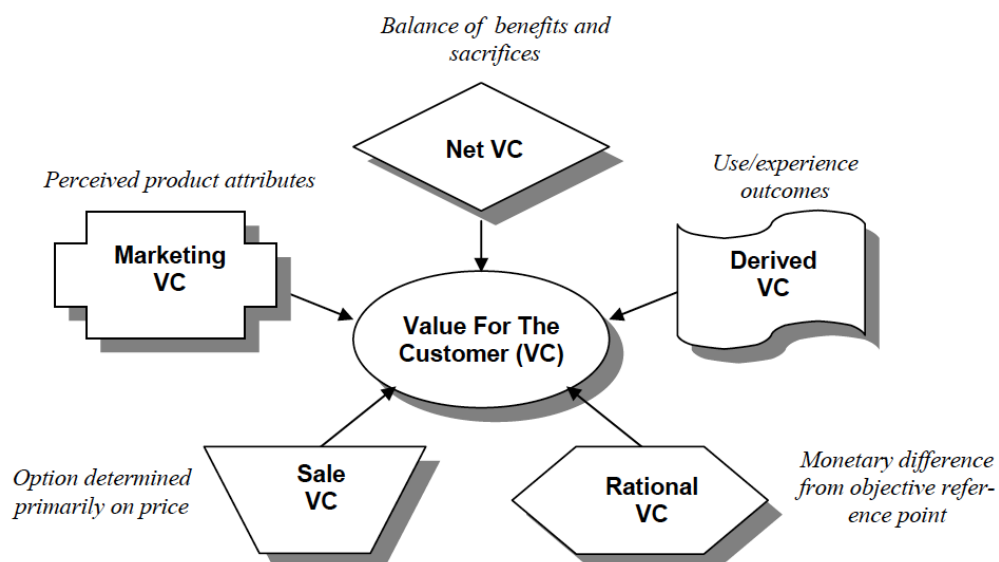 Balance of benefits and
sacrifices
Net VC
Perceived product attributes
Marketing
VC
Use/experience
outcomes
Derived
VC
Value For The
Customer (VC)
Option determined
primarily on price
Sale
VC
Rational
VC
Monetary difference
from objective refer-
ence point